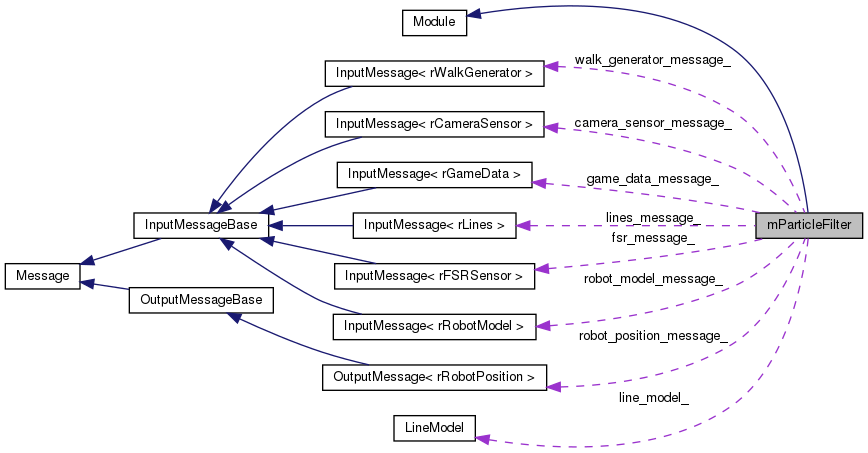 Module
walk_generator_message_
InputMessage< rWalkGenerator >
camera_sensor_message_
InputMessage< rCameraSensor >
game_data_message_
InputMessage< rGameData >
lines_message_
InputMessageBase
InputMessage< rLines >
mParticleFilter
fsr_message_
Message
InputMessage< rFSRSensor >
robot_model_message_
OutputMessageBase
InputMessage< rRobotModel >
robot_position_message_
OutputMessage< rRobotPosition >
line_model_
LineModel